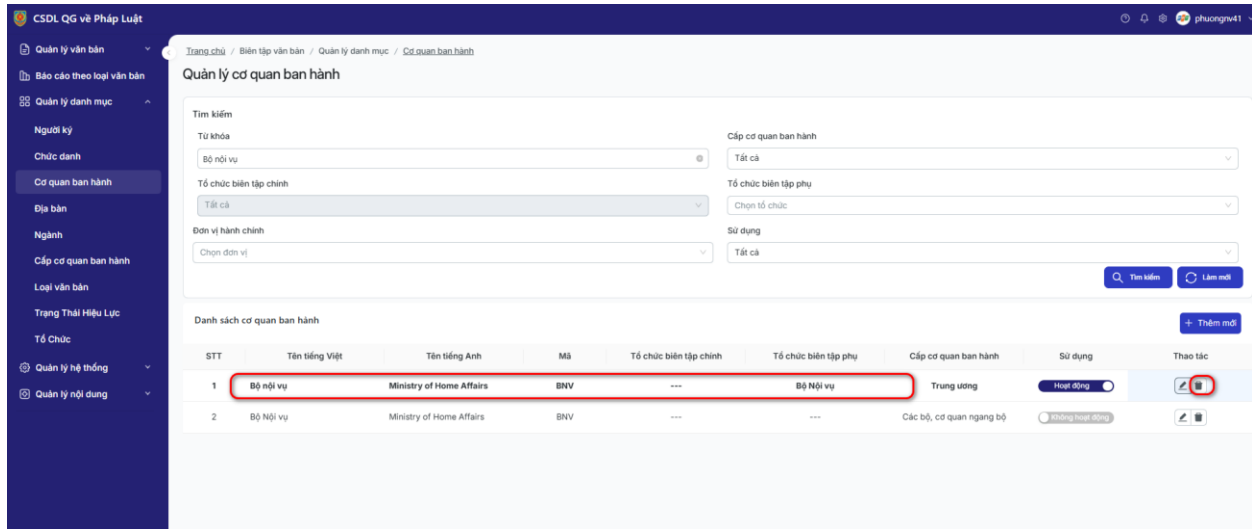 CSDL QG về Pháp Luật
phuongnv41
Quản lý văn bản
Báo cáo theo loại văn bản
Quản lý danh mục
Người ký
Chức danh
Cơ quan ban hành
Địa bàn
Ngành
Cấp cơ quan ban hành
Loại văn bản
Trạng Thái Hiệu Lực
Tổ Chức
Quản lý hệ thống
Quản lý nội dung
Trang chủ / Biên tập văn bản / Quản lý danh mục / Cơ quan ban hành
Quản lý cơ quan ban hành
Tìm kiếm
Từ khóa Cấp cơ quan ban hành
Bộ nội vụ Tất cả
Tổ chức biên tập chính Tổ chức biên tập phụ
Tất cả Chọn tổ chức
Đơn vị hành chính Sử dụng
Chọn đơn vị Tất cả
Tìm kiếm Làm mới
Danh sách cơ quan ban hành + Thêm mới
STT Tên tiếng Việt Tên tiếng Anh Mã Tổ chức biên tập chính Tổ chức biên tập phụ Cấp cơ quan ban hành Sử dụng Thao tác
1 Bộ nội vụ Ministry of Home Affairs BNV --- Bộ Nội vụ Trung ương Hoạt động
2 Bộ Nội vụ Ministry of Home Affairs BNV --- --- Các bộ, cơ quan ngang bộ Không hoạt động